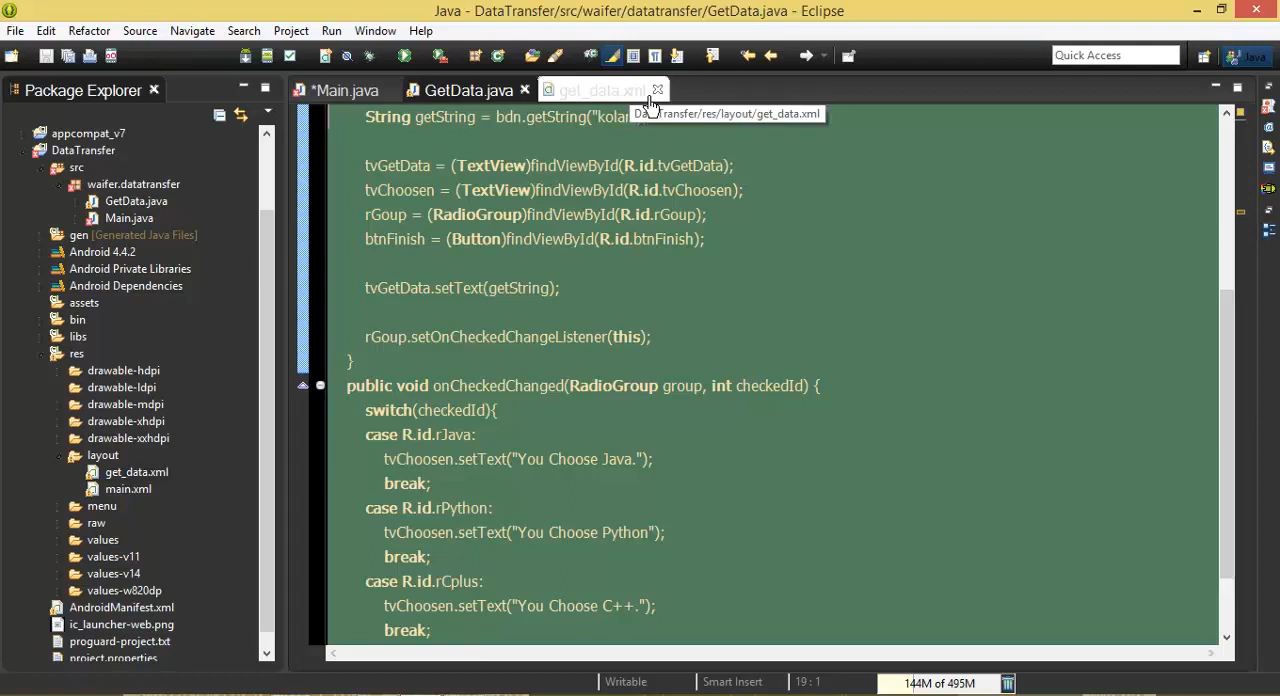 Java - DataTransfer/src/waifer/datatransfer/GetData.java - Eclipse
File Edit Refactor Source Navigate Search Project Run Window Help
Quick Access
Java
Package Explorer
*Main.java
GetData.java
get_data.xml
DataTransfer/res/layout/get_data.xml
appcompat_v7
DataTransfer
src
waifer.datatransfer
GetData.java
Main.java
gen [Generated Java Files]
Android 4.4.2
Android Private Libraries
Android Dependencies
assets
bin
libs
res
drawable-hdpi
drawable-ldpi
drawable-mdpi
drawable-xhdpi
drawable-xxhdpi
layout
get_data.xml
main.xml
menu
raw
values
values-v11
values-v14
values-w820dp
AndroidManifest.xml
ic_launcher-web.png
proguard-project.txt
project.properties
String getString = bdn.getString("kolan
tvGetData = (TextView)findViewById(R.id.tvGetData);
tvChoosen = (TextView)findViewById(R.id.tvChoosen);
rGoup = (RadioGroup)findViewById(R.id.rGoup);
btnFinish = (Button)findViewById(R.id.btnFinish);
tvGetData.setText(getString);
rGoup.setOnCheckedChangeListener(this);
}
public void onCheckedChanged(RadioGroup group, int checkedId) {
switch(checkedId){
case R.id.rJava:
tvChoosen.setText("You Choose Java.");
break;
case R.id.rPython:
tvChoosen.setText("You Choose Python");
break;
case R.id.rCplus:
tvChoosen.setText("You Choose C++.");
break;
Writable
Smart Insert
19 : 1
144M of 495M